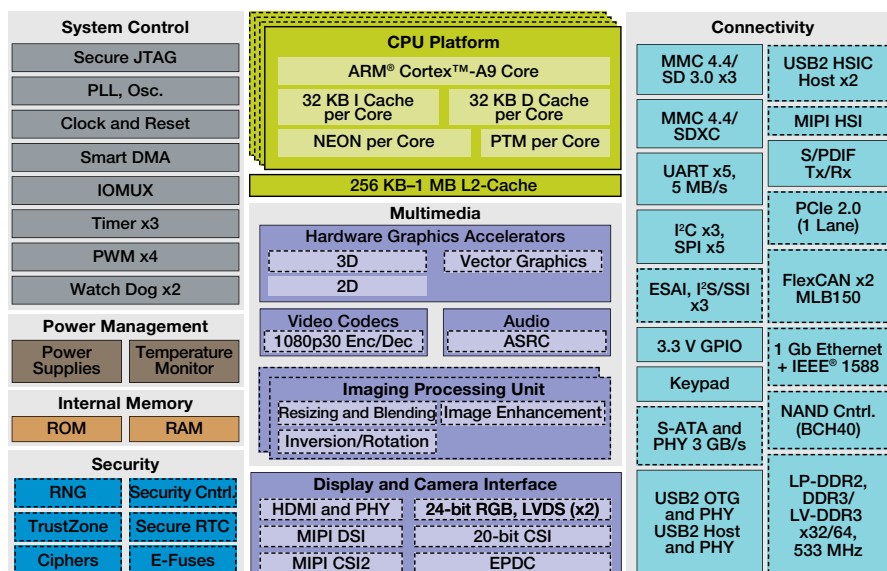 System Control
Secure JTAG
PLL, Osc.
Clock and Reset
Smart DMA
IOMUX
Timer x3
PWM x4
Watch Dog x2
Power Management
Power
Supplies
Temperature
Monitor
Internal Memory
ROM
RAM
Security
RNG
Security Cntrl.
TrustZone
Secure RTC
Ciphers
E-Fuses
CPU Platform
ARM® Cortex™-A9 Core
32 KB I Cache
per Core
32 KB D Cache
per Core
NEON per Core
PTM per Core
256 KB–1 MB L2-Cache
Multimedia
Hardware Graphics Accelerators
3D
Vector Graphics
2D
Video Codecs
1080p30 Enc/Dec
Audio
ASRC
Imaging Processing Unit
Resizing and Blending
Image Enhancement
Inversion/Rotation
Display and Camera Interface
HDMI and PHY
24-bit RGB, LVDS (x2)
MIPI DSI
20-bit CSI
MIPI CSI2
EPDC
Connectivity
MMC 4.4/
SD 3.0 x3
MMC 4.4/
SDXC
UART x5,
5 MB/s
I²C x3,
SPI x5
ESAI, I²S/SSI
x3
3.3 V GPIO
Keypad
S-ATA and
PHY 3 GB/s
USB2 OTG
and PHY
USB2 Host
and PHY
USB2 HSIC
Host x2
MIPI HSI
S/PDIF
Tx/Rx
PCIe 2.0
(1 Lane)
FlexCAN x2
MLB150
1 Gb Ethernet
+ IEEE® 1588
NAND Cntrl.
(BCH40)
LP-DDR2,
DDR3/
LV-DDR3
x32/64,
533 MHz